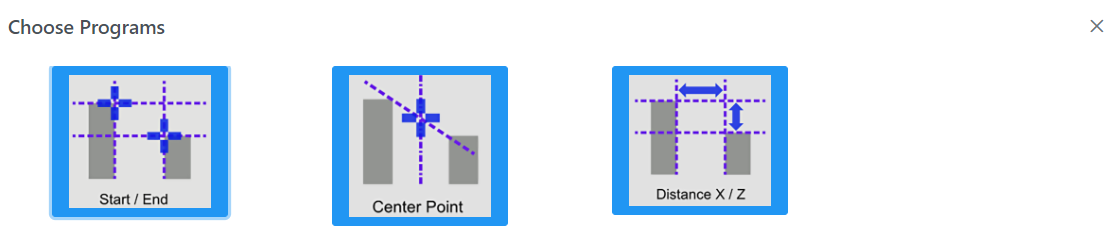 Choose Programs
Start / End
Center Point
Distance X / Z